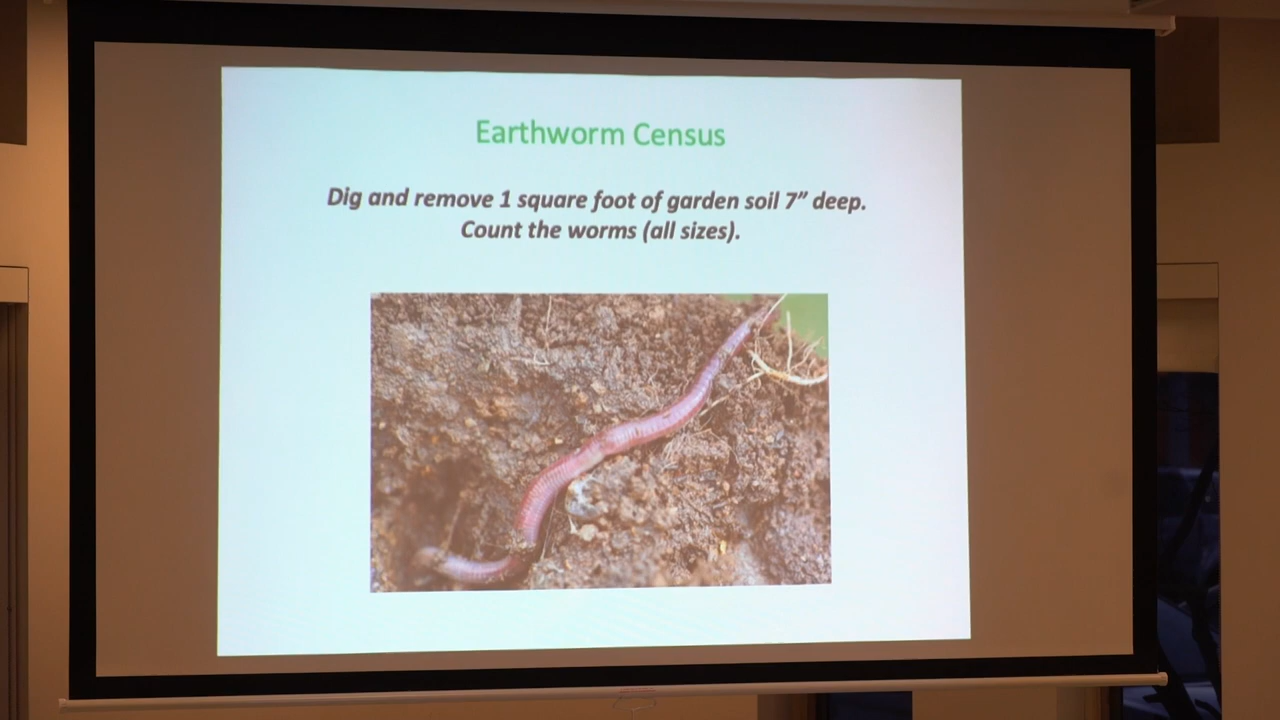 Earthworm Census
Dig and remove 1 square foot of garden soil 7” deep.
Count the worms (all sizes).